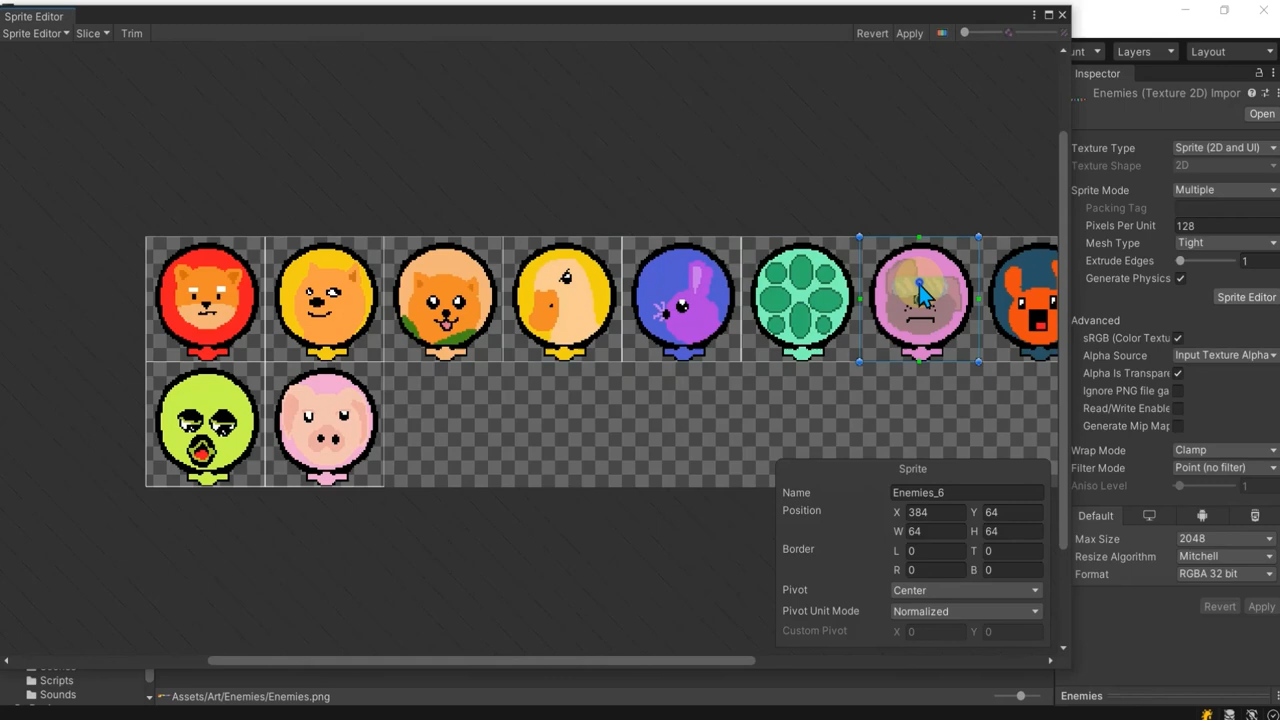 Sprite Editor
Sprite Editor Slice Trim Revert Apply
unt Layers Layout
Inspector
Enemies (Texture 2D) Impor
Open
Texture Type Sprite (2D and UI)
Texture Shape 2D
Sprite Mode Multiple
Packing Tag
Pixels Per Unit 128
Mesh Type Tight
Extrude Edges 1
Generate Physics
Sprite Editor
Advanced
sRGB (Color Textu
Alpha Source Input Texture Alpha
Alpha Is Transpare
Ignore PNG file ga
Read/Write Enable
Generate Mip Map
Wrap Mode Clamp
Filter Mode Point (no filter)
Aniso Level 1
Default
Max Size 2048
Resize Algorithm Mitchell
Format RGBA 32 bit
Revert Apply
Sprite
Name Enemies_6
Position X 384 Y 64
W 64 H 64
Border L 0 T 0
R 0 B 0
Pivot Center
Pivot Unit Mode Normalized
Custom Pivot X 0 Y 0
Scripts
Sounds
Assets/Art/Enemies/Enemies.png
Enemies